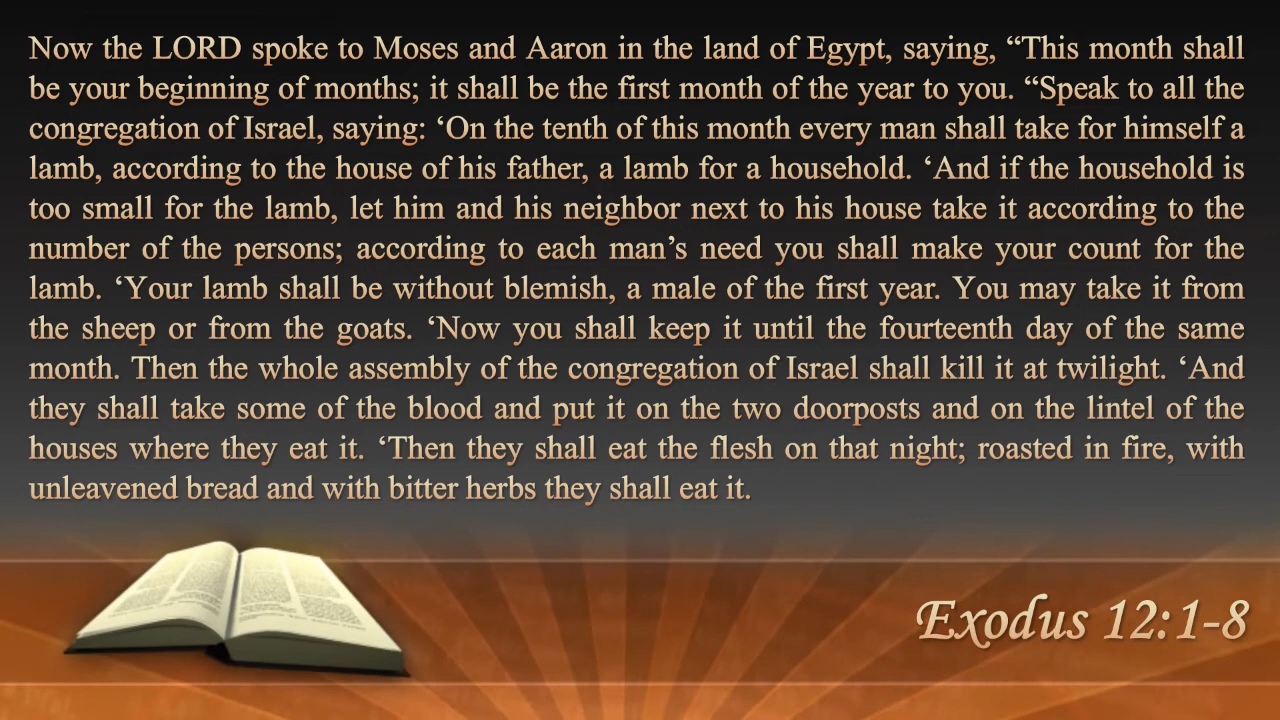 Now the LORD spoke to Moses and Aaron in the land of Egypt, saying, “This month shall
be your beginning of months; it shall be the first month of the year to you. “Speak to all the
congregation of Israel, saying: ‘On the tenth of this month every man shall take for himself a
lamb, according to the house of his father, a lamb for a household. ‘And if the household is
too small for the lamb, let him and his neighbor next to his house take it according to the
number of the persons; according to each man’s need you shall make your count for the
lamb. ‘Your lamb shall be without blemish, a male of the first year. You may take it from
the sheep or from the goats. ‘Now you shall keep it until the fourteenth day of the same
month. Then the whole assembly of the congregation of Israel shall kill it at twilight. ‘And
they shall take some of the blood and put it on the two doorposts and on the lintel of the
houses where they eat it. ‘Then they shall eat the flesh on that night; roasted in fire, with
unleavened bread and with bitter herbs they shall eat it.
Exodus 12:1-8